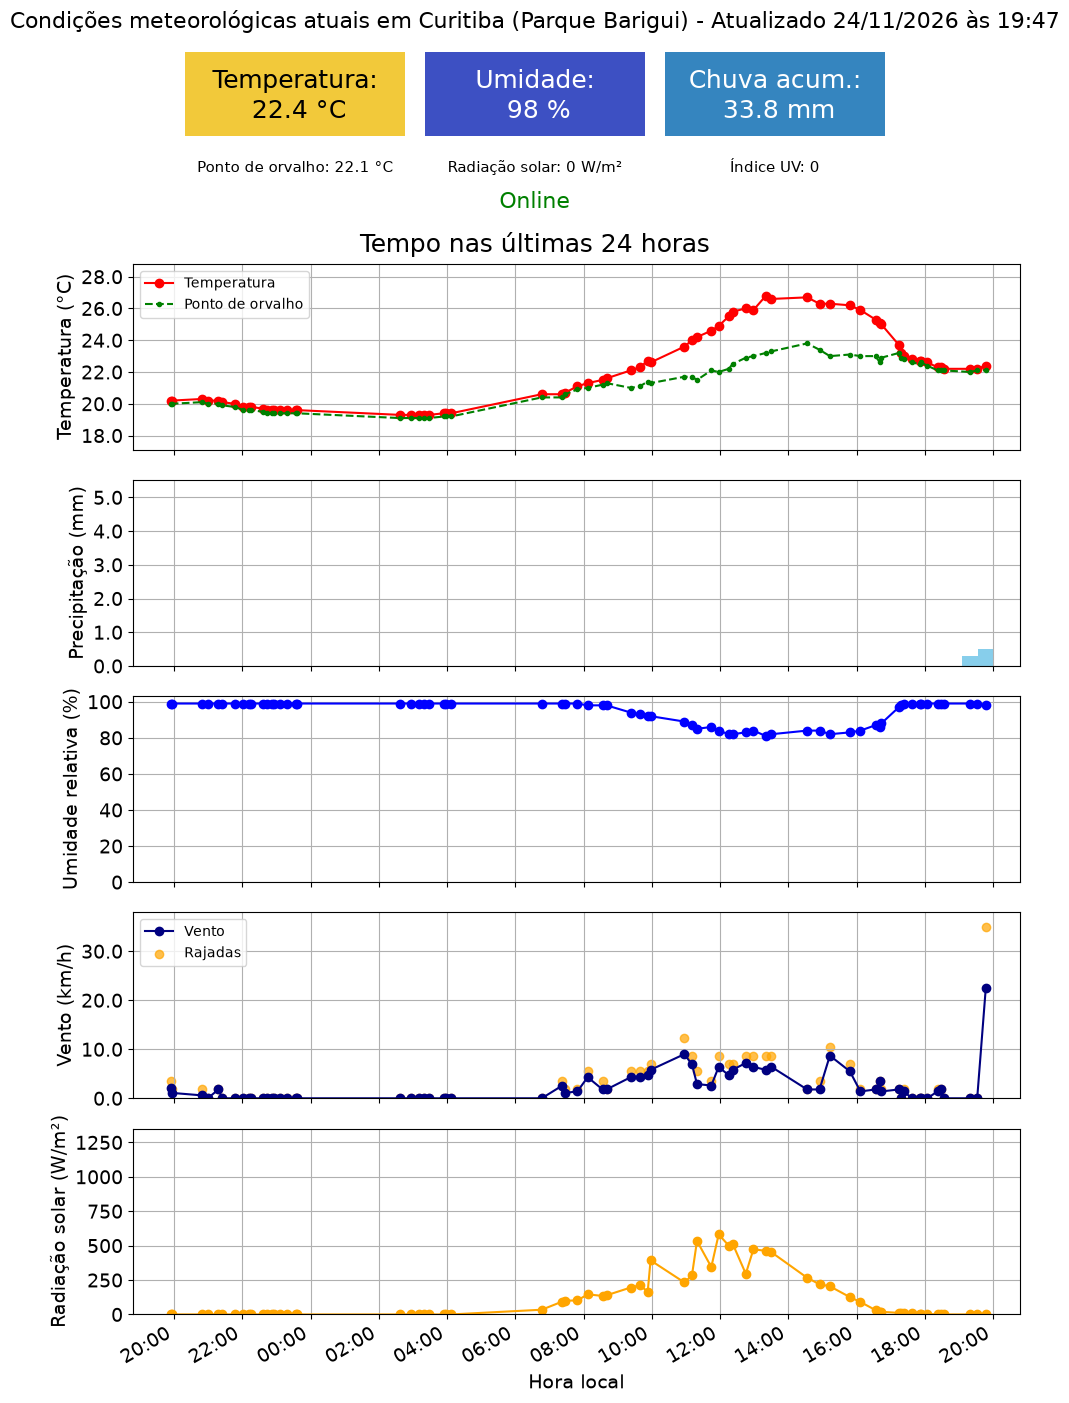 Condições meteorológicas atuais em Curitiba (Parque Barigui) - Atualizado 24/11/2026 às 19:47
Temperatura:
22.4 °C
Umidade:
98 %
Chuva acum.:
33.8 mm
Ponto de orvalho: 22.1 °C
Radiação solar: 0 W/m²
Índice UV: 0
Online
Tempo nas últimas 24 horas
Temperatura (°C)
28.0
26.0
24.0
22.0
20.0
18.0
Temperatura
Ponto de orvalho
Precipitação (mm)
5.0
4.0
3.0
2.0
1.0
0.0
Umidade relativa (%)
100
80
60
40
20
0
Vento (km/h)
30.0
20.0
10.0
0.0
Vento
Rajadas
Radiação solar (W/m²)
1250
1000
750
500
250
0
20:00
22:00
00:00
02:00
04:00
06:00
08:00
10:00
12:00
14:00
16:00
18:00
20:00
Hora local